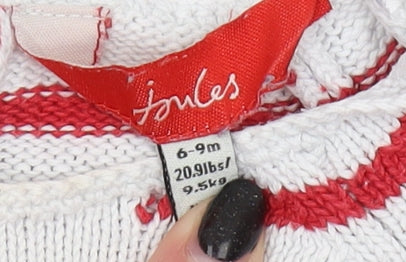 Joules
6-9m
20.9lbs/
9.5kg